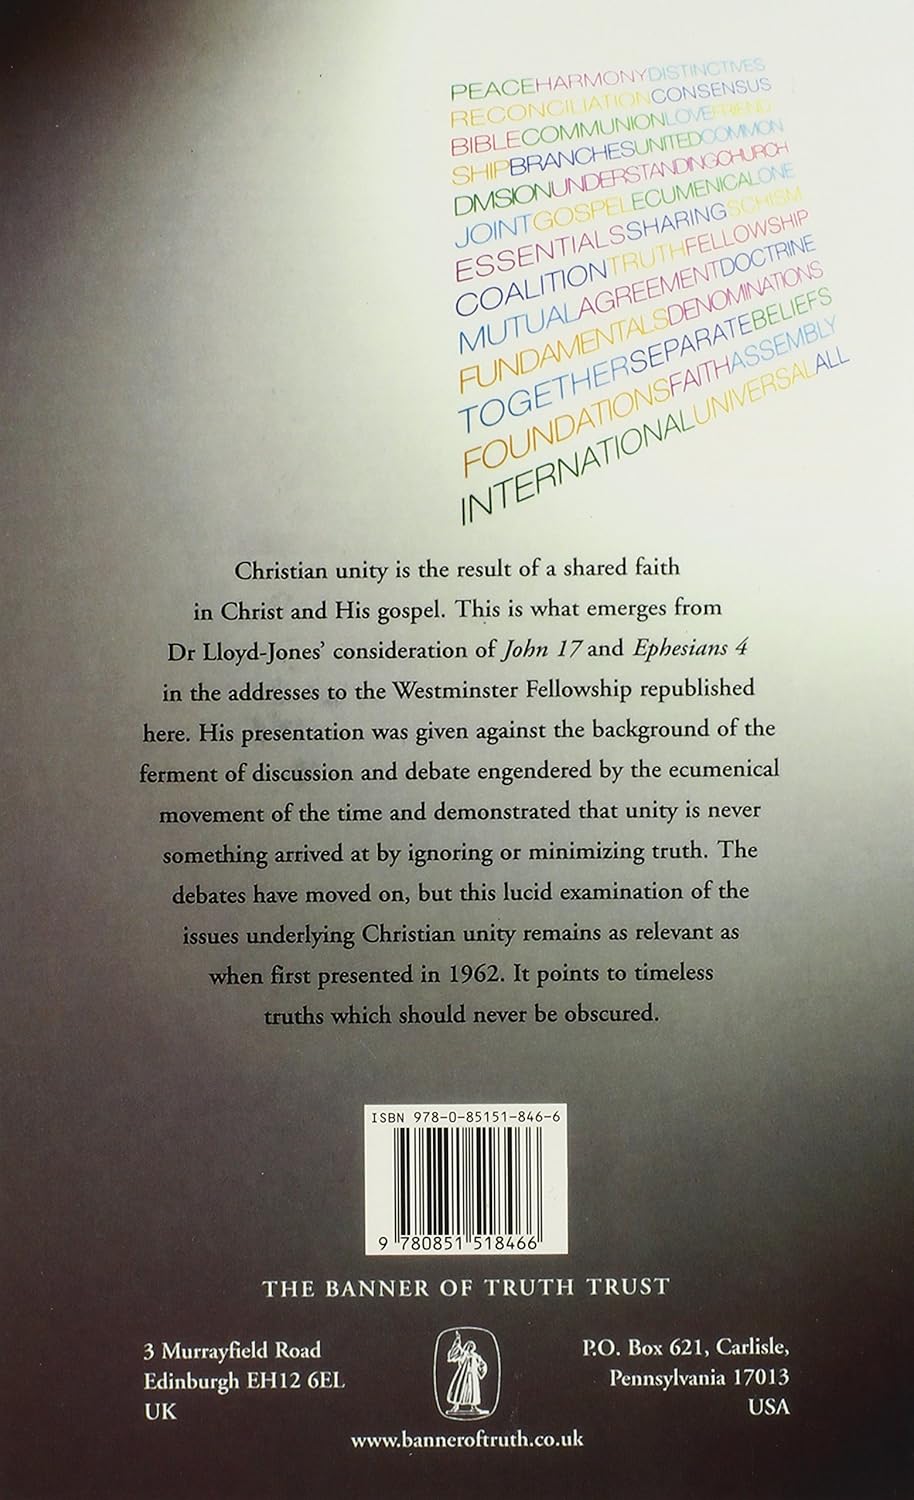 PEACEHARMONYDISTINCTIVES
RECONCILIATIONCONSENSUS
BIBLECOMMUNIONLOVEFRIEND
SHIPBRANCHESUNITEDCOMMON
DIVISIONUNDERSTANDINGCHURCH
JOINTGOSPELECUMENICALONE
ESSENTIALSSHARINGSCHISM
COALITIONTRUTHFELLOWSHIP
MUTUALAGREEMENTDOCTRINE
FUNDAMENTALSDENOMINATIONS
TOGETHERSEPARATEBELIEFS
FOUNDATIONSFAITHASSEMBLY
INTERNATIONALUNIVERSALALL
Christian unity is the result of a shared faith
in Christ and His gospel. This is what emerges from
Dr Lloyd-Jones' consideration of John 17 and Ephesians 4
in the addresses to the Westminster Fellowship republished
here. His presentation was given against the background of the
ferment of discussion and debate engendered by the ecumenical
movement of the time and demonstrated that unity is never
something arrived at by ignoring or minimizing truth. The
debates have moved on, but this lucid examination of the
issues underlying Christian unity remains as relevant as
when first presented in 1962. It points to timeless
truths which should never be obscured.
ISBN 978-0-85151-846-6
9 780851 518466
THE BANNER OF TRUTH TRUST
3 Murrayfield Road
Edinburgh EH12 6EL
UK
P.O. Box 621, Carlisle,
Pennsylvania 17013
USA
www.banneroftruth.co.uk